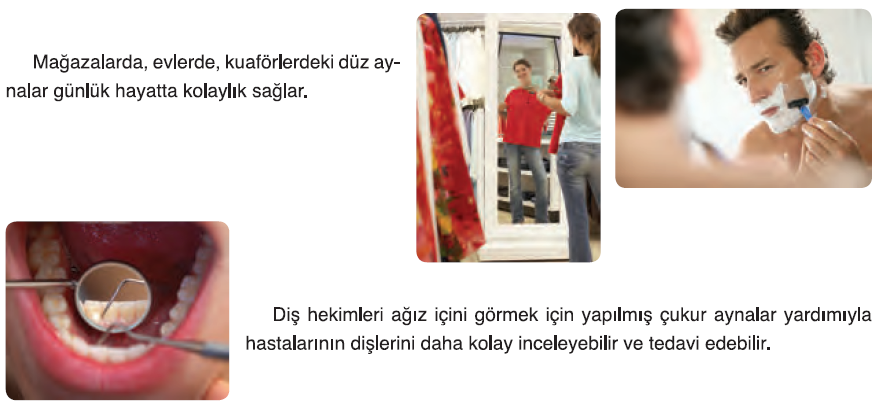 Mağazalarda, evlerde, kuaförlerdeki düz ay-
nalar günlük hayatta kolaylık sağlar.
Diş hekimleri ağız içini görmek için yapılmış çukur aynalar yardımıyla
hastalarının dişlerini daha kolay inceleyebilir ve tedavi edebilir.